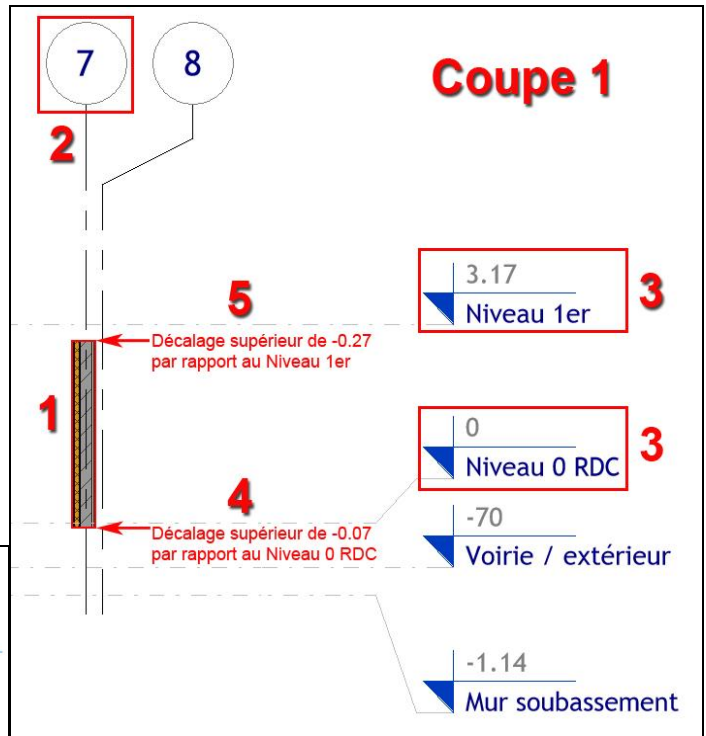 7
8
Coupe 1
2
3.17
Niveau 1er
3
5
Décalage supérieur de -0.27
par rapport au Niveau 1er
1
0
Niveau 0 RDC
3
4
Décalage supérieur de -0.07
par rapport au Niveau 0 RDC
-70
Voirie / extérieur
-1.14
Mur soubassement